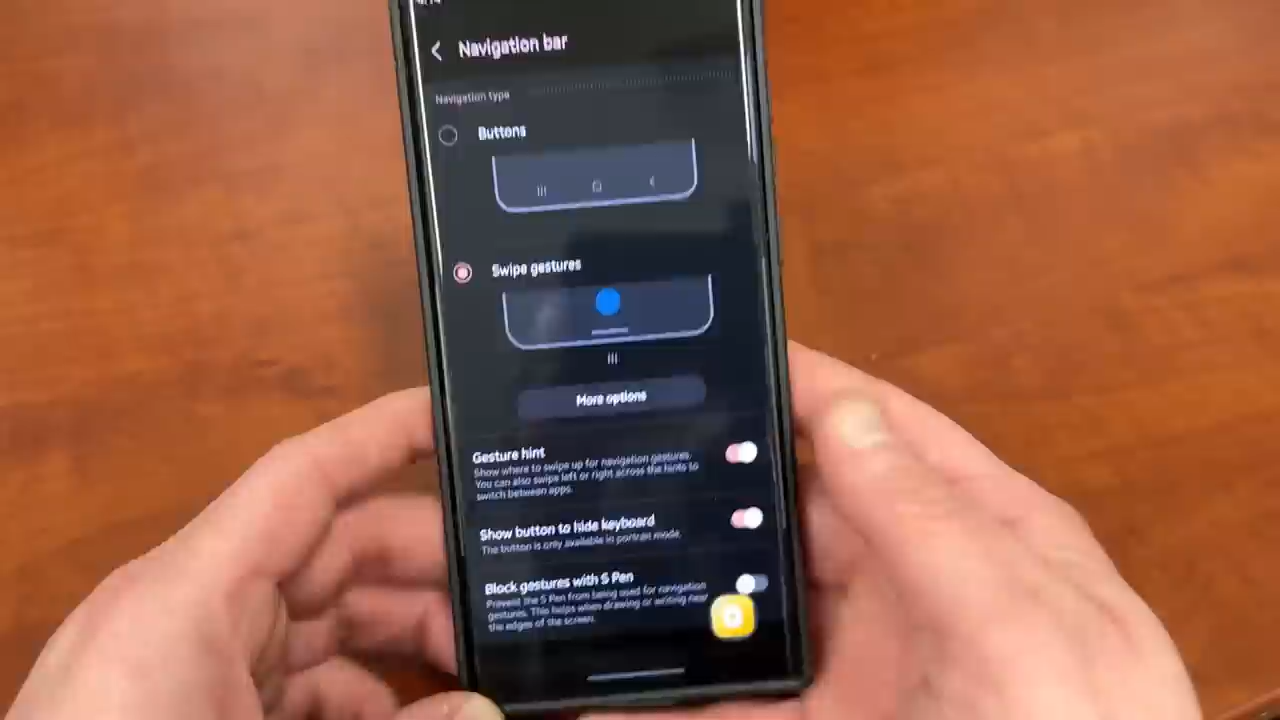 Navigation bar
Navigation type
Buttons
Swipe gestures
More options
Gesture hint
Show where to swipe up for navigation gestures.
You can also swipe left or right across the hints to
switch between apps.
Show button to hide keyboard
The button is only available in portrait mode.
Block gestures with S Pen
Prevent the S Pen from being used for navigation
gestures. This helps when drawing or writing near
the edges of the screen.